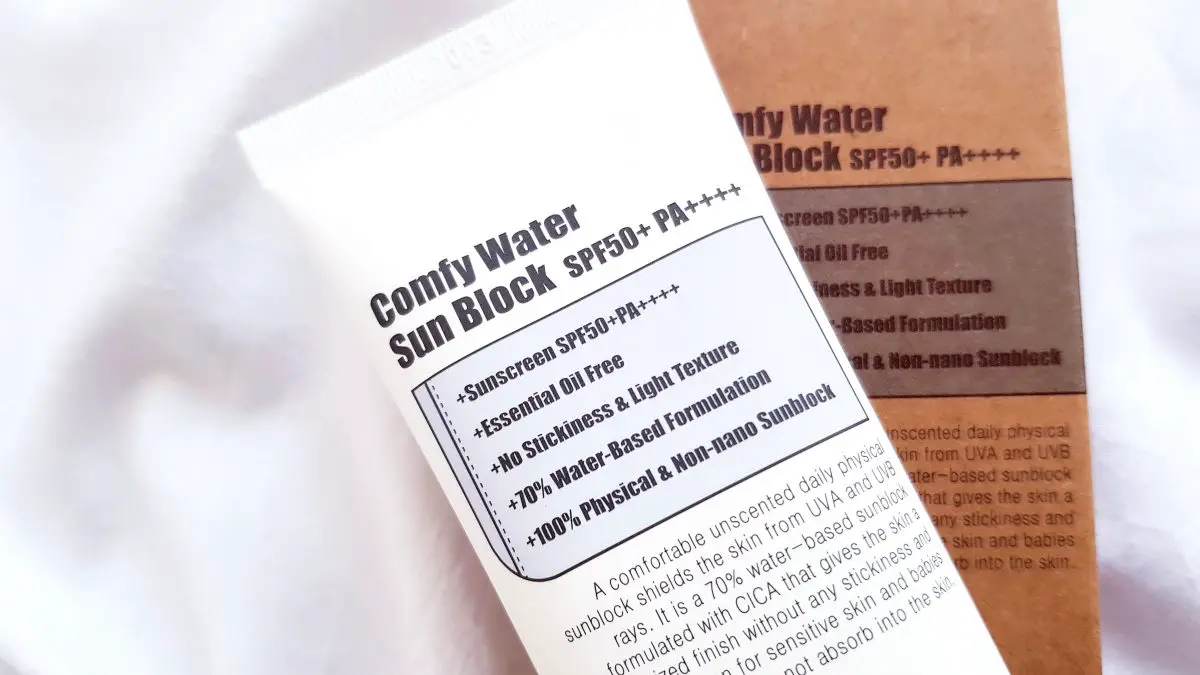 Comfy Water
Sun Block SPF50+ PA++++
+Sunscreen SPF50+PA++++
+Essential Oil Free
+No Stickiness & Light Texture
+70% Water-Based Formulation
+100% Physical & Non-nano Sunblock
A comfortable unscented daily physical
sunblock shields the skin from UVA and UVB
rays. It is a 70% water-based sunblock
formulated with CICA that gives the skin a
finish without any stickiness and
for sensitive skin and babies
not absorb into the skin.
Water
Block SPF50+ PA++++
SPF50+PA++++
Oil Free
& Light Texture
-Based Formulation
& Non-nano Sunblock
unscented daily physical
skin from UVA and UVB
water-based sunblock
that gives the skin a
any stickiness and
skin and babies
into the skin.